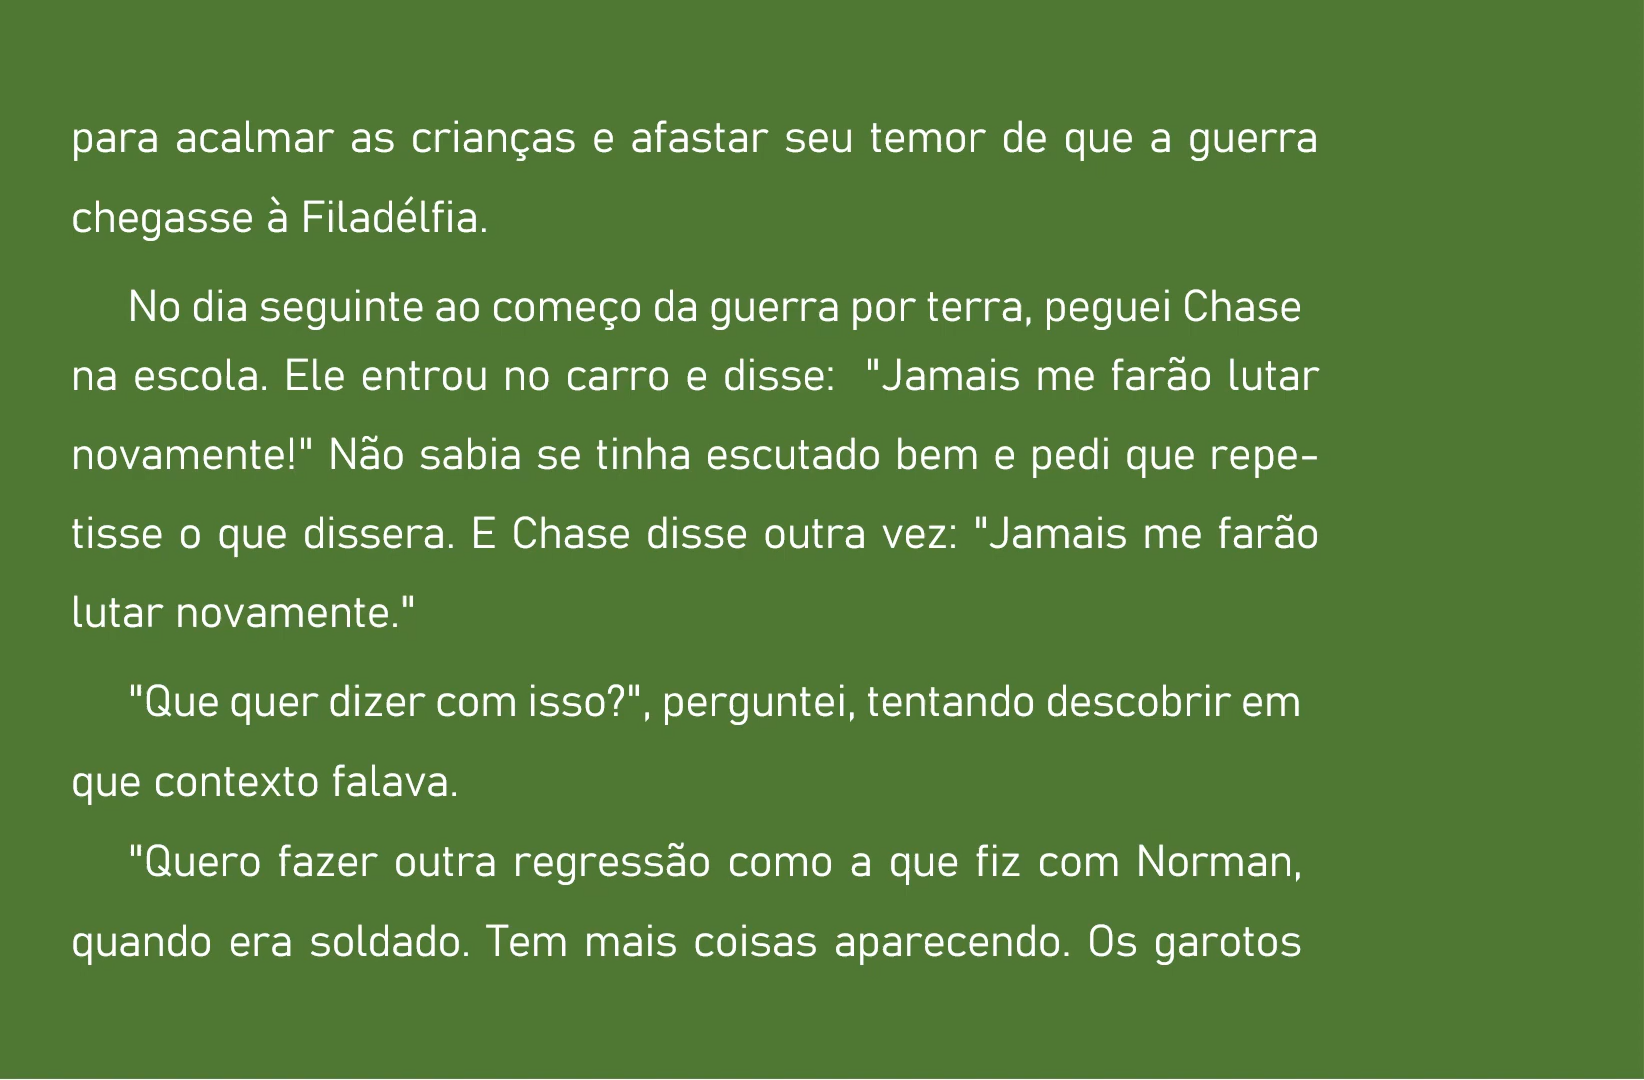 para acalmar as crianças e afastar seu temor de que a guerra
chegasse à Filadélfia.
No dia seguinte ao começo da guerra por terra, peguei Chase
na escola. Ele entrou no carro e disse: "Jamais me farão lutar
novamente!" Não sabia se tinha escutado bem e pedi que repe-
tisse o que dissera. E Chase disse outra vez: "Jamais me farão
lutar novamente."
"Que quer dizer com isso?", perguntei, tentando descobrir em
que contexto falava.
"Quero fazer outra regressão como a que fiz com Norman,
quando era soldado. Tem mais coisas aparecendo. Os garotos